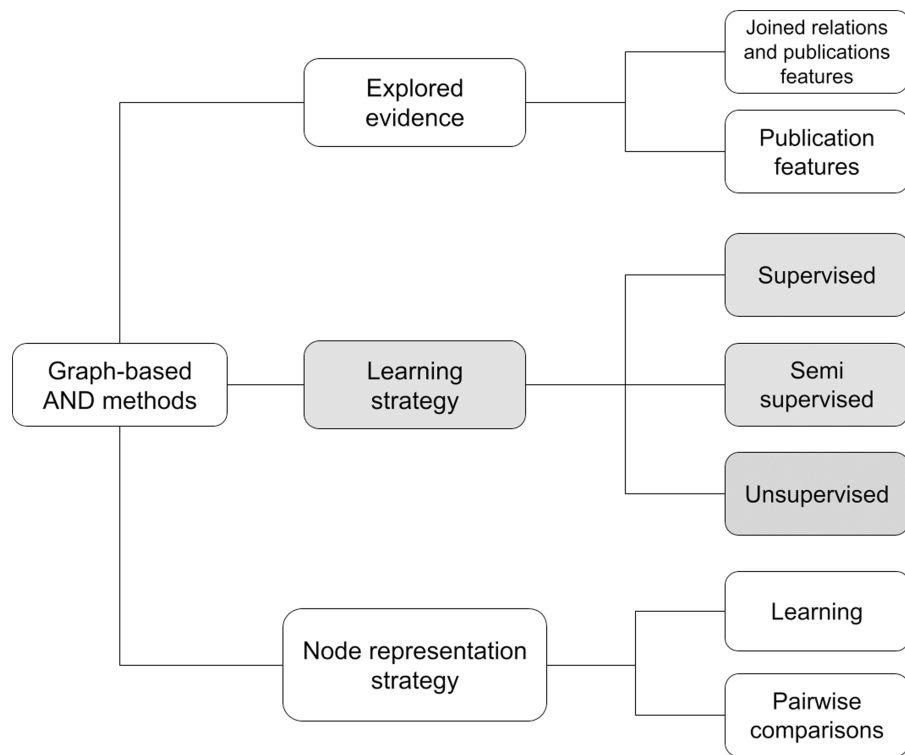 Joined relations
and publications
features
Explored
evidence
Publication
features
Supervised
Graph-based
AND methods
Learning
strategy
Semi
supervised
Unsupervised
Learning
Node representation
strategy
Pairwise
comparisons